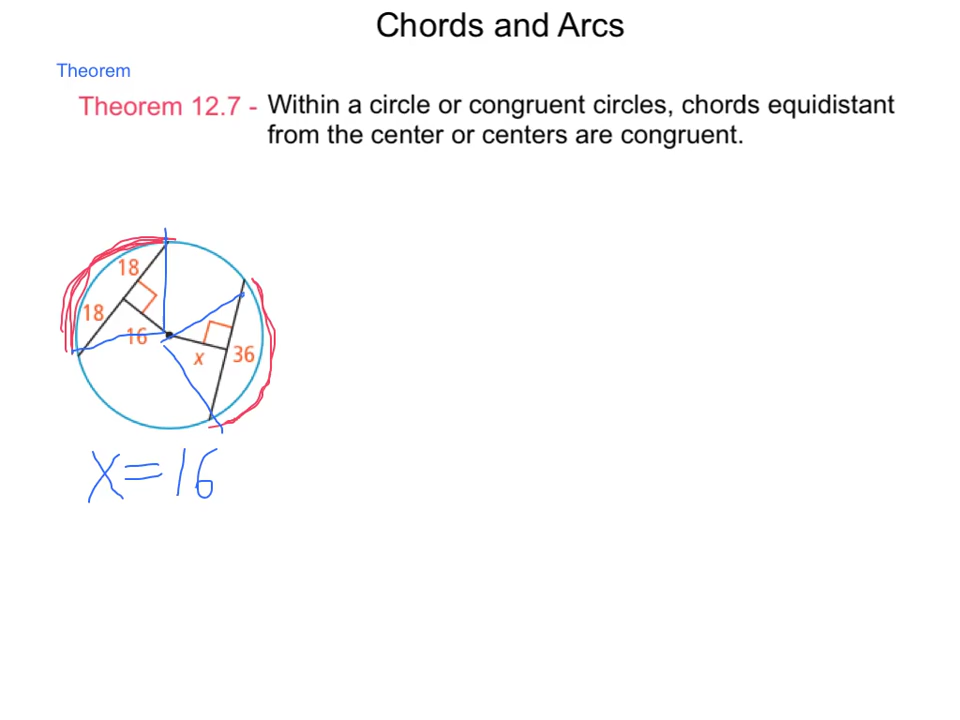 Chords and Arcs
Theorem
Theorem 12.7 - Within a circle or congruent circles, chords equidistant
from the center or centers are congruent.
18
18
16
x
36
x=16